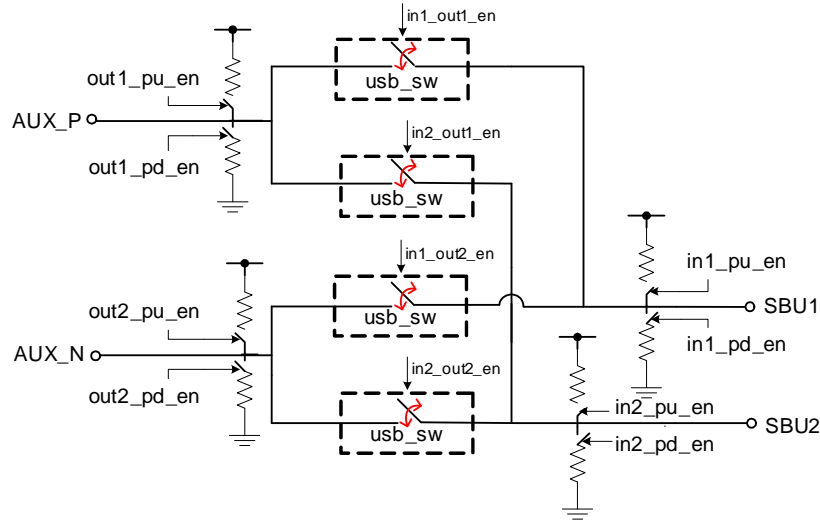 in1_out1_en
usb_sw
out1_pu_en
AUX_P
out1_pd_en
in2_out1_en
usb_sw
in1_out2_en
usb_sw
out2_pu_en
AUX_N
out2_pd_en
in2_out2_en
usb_sw
in1_pu_en
SBU1
in1_pd_en
in2_pu_en
SBU2
in2_pd_en